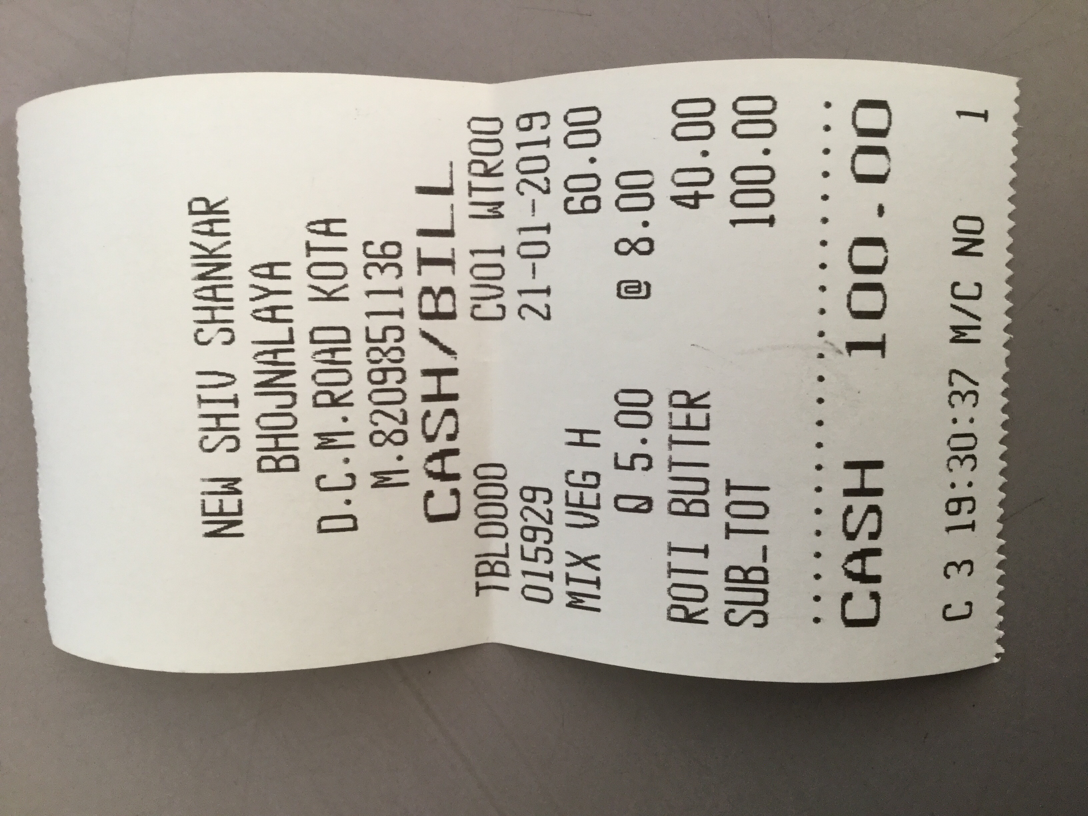 NEW SHIV SHANKAR
BHOJNALAYA
D.C.M.ROAD KOTA
M.8209851136
CASH/BILL
TBL0000 CV01 WTR00
015929 21-01-2019
MIX VEG H 60.00
Q 5.00 @ 8.00
ROTI BUTTER 40.00
SUB_TOT 100.00
CASH 100.00
C 3 19:30:37 M/C NO 1